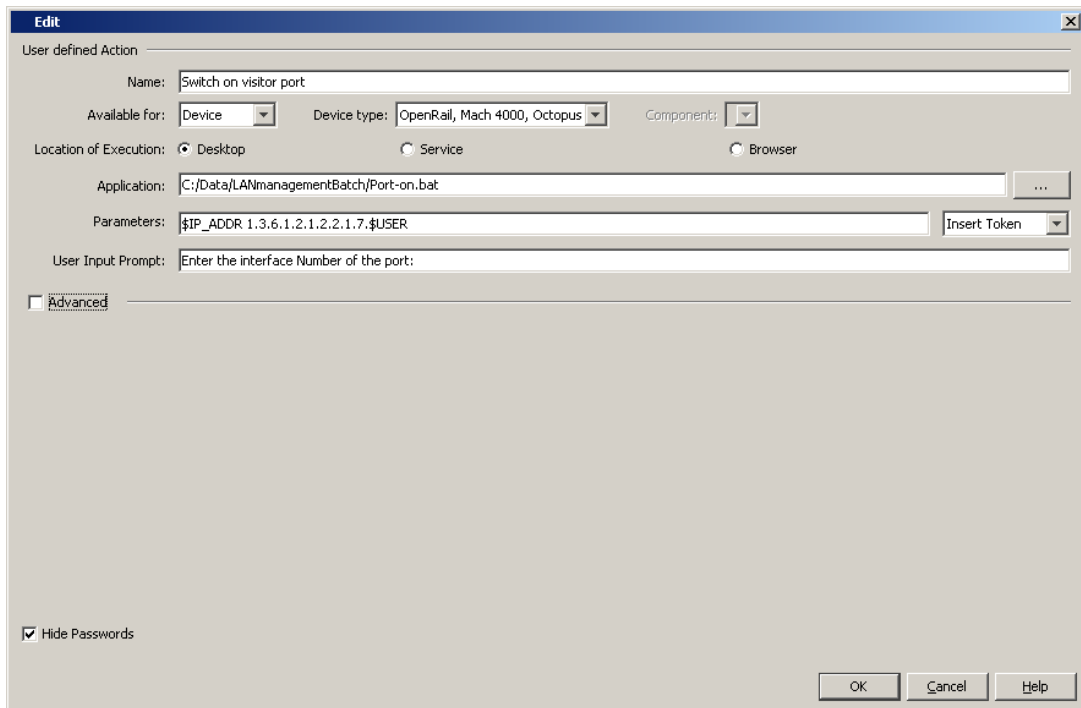 Edit
User defined Action
Name: Switch on visitor port
Available for: Device Device type: OpenRail, Mach 4000, Octopus Component:
Location of Execution: Desktop Service Browser
Application: C:/Data/LANmanagementBatch/Port-on.bat ...
Parameters: $IP_ADDR 1.3.6.1.2.1.2.2.1.7.$USER Insert Token
User Input Prompt: Enter the interface Number of the port:
Advanced
Hide Passwords
OK Cancel Help